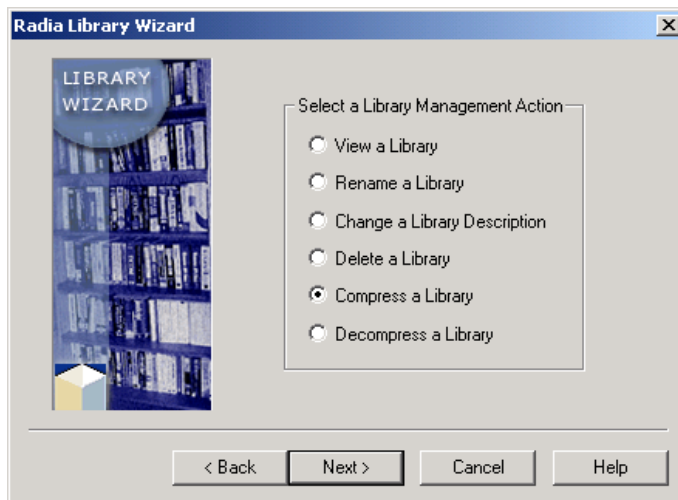 Radia Library Wizard
LIBRARY
WIZARD
Select a Library Management Action
View a Library
Rename a Library
Change a Library Description
Delete a Library
Compress a Library
Decompress a Library
< Back
Next >
Cancel
Help